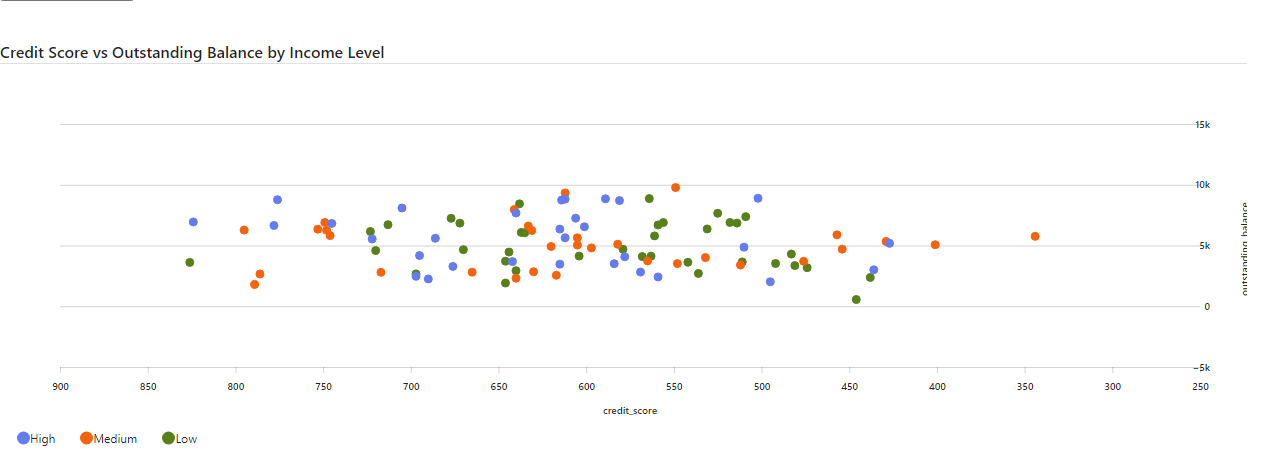 Credit Score vs Outstanding Balance by Income Level
15k
10k
5k
0
−5k
outstanding_balance
900 850 800 750 700 650 600 550 500 450 400 350 300 250
credit_score
High Medium Low